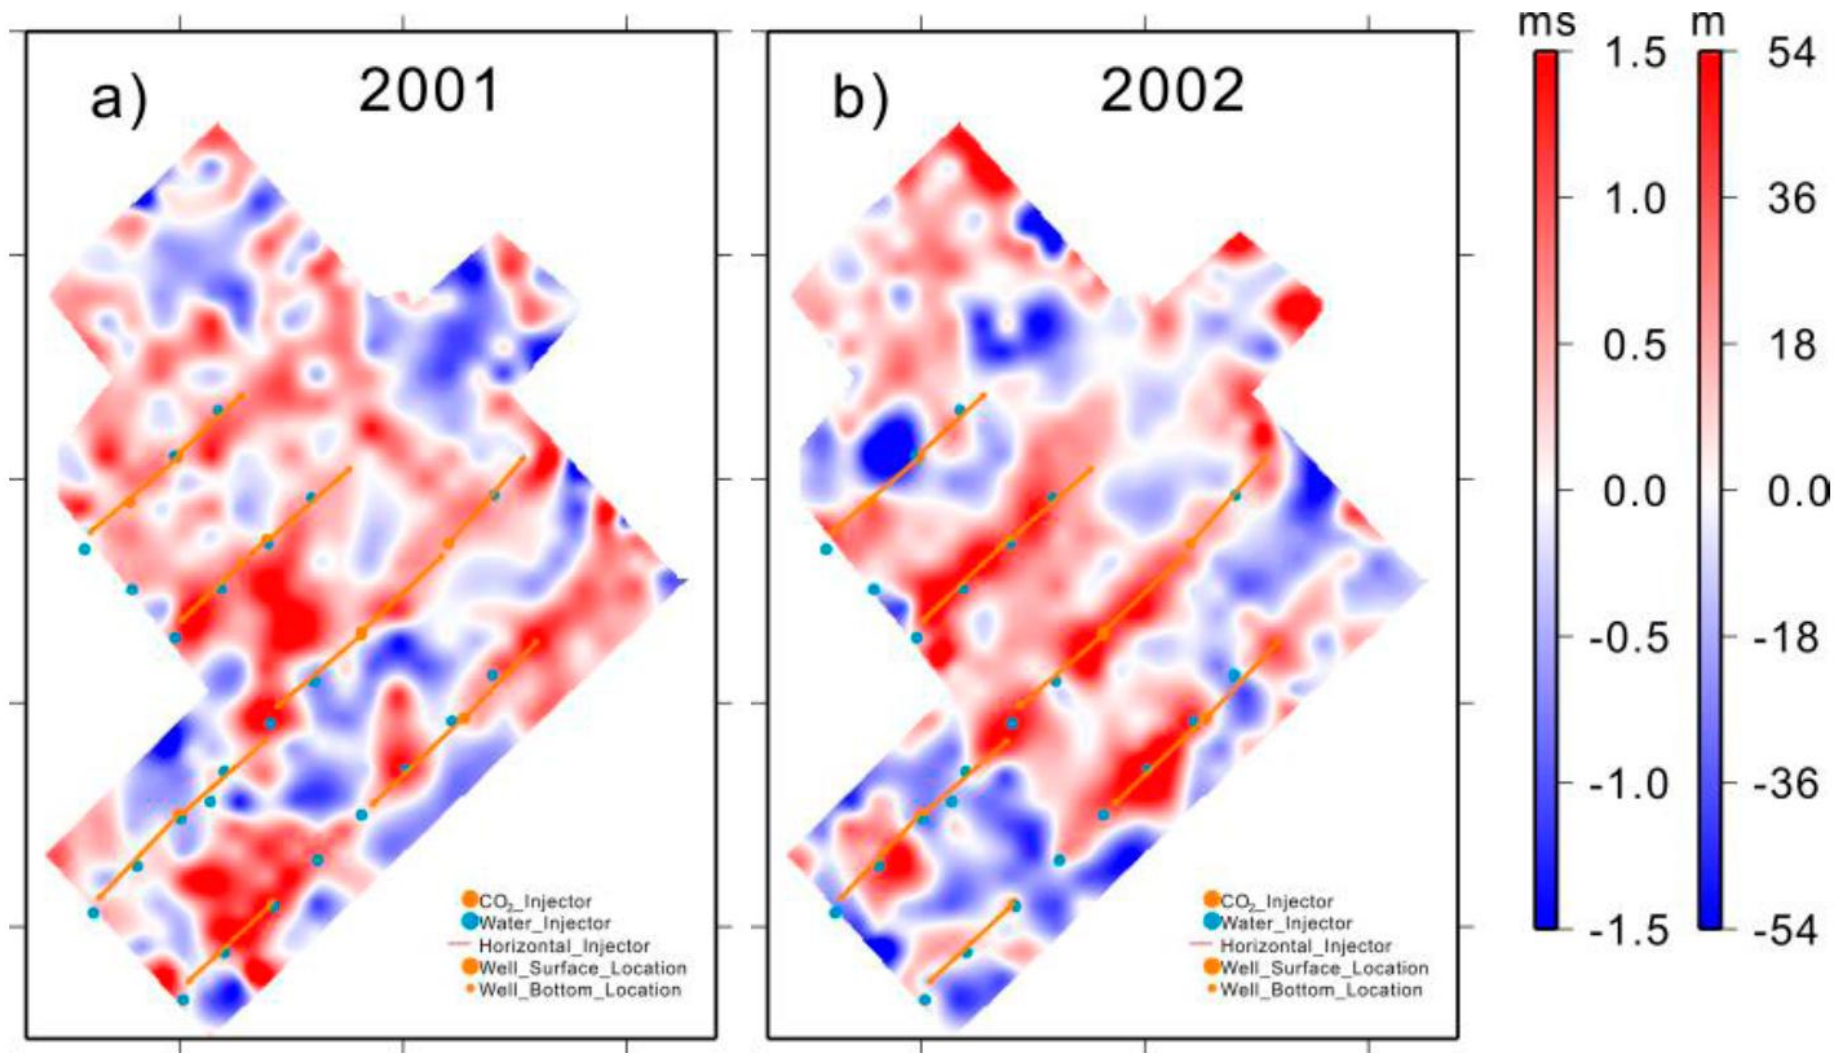 a) 2001
CO2_Injector
Water_Injector
Horizontal_Injector
Well_Surface_Location
Well_Bottom_Location
b) 2002
CO2_Injector
Water_Injector
Horizontal_Injector
Well_Surface_Location
Well_Bottom_Location
ms
1.5
1.0
0.5
0.0
-0.5
-1.0
-1.5
m
54
36
18
0.0
-18
-36
-54